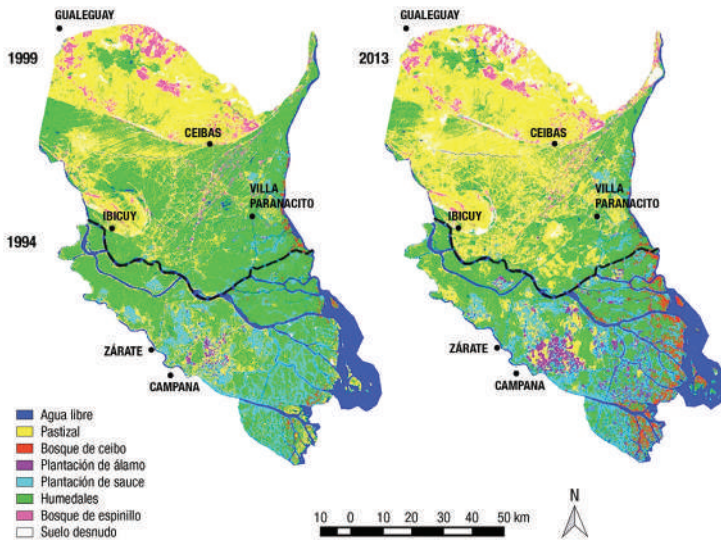 GUALEGUAY
1999
CEIBAS
VILLA
PARANACITO
IBICUY
1994
ZÁRATE
CAMPANA
GUALEGUAY
2013
CEIBAS
VILLA
PARANACITO
IBICUY
ZÁRATE
CAMPANA
Agua libre
Pastizal
Bosque de ceibo
Plantación de álamo
Plantación de sauce
Humedales
Bosque de espinillo
Suelo desnudo
10 0 10 20 30 40 50 km
N